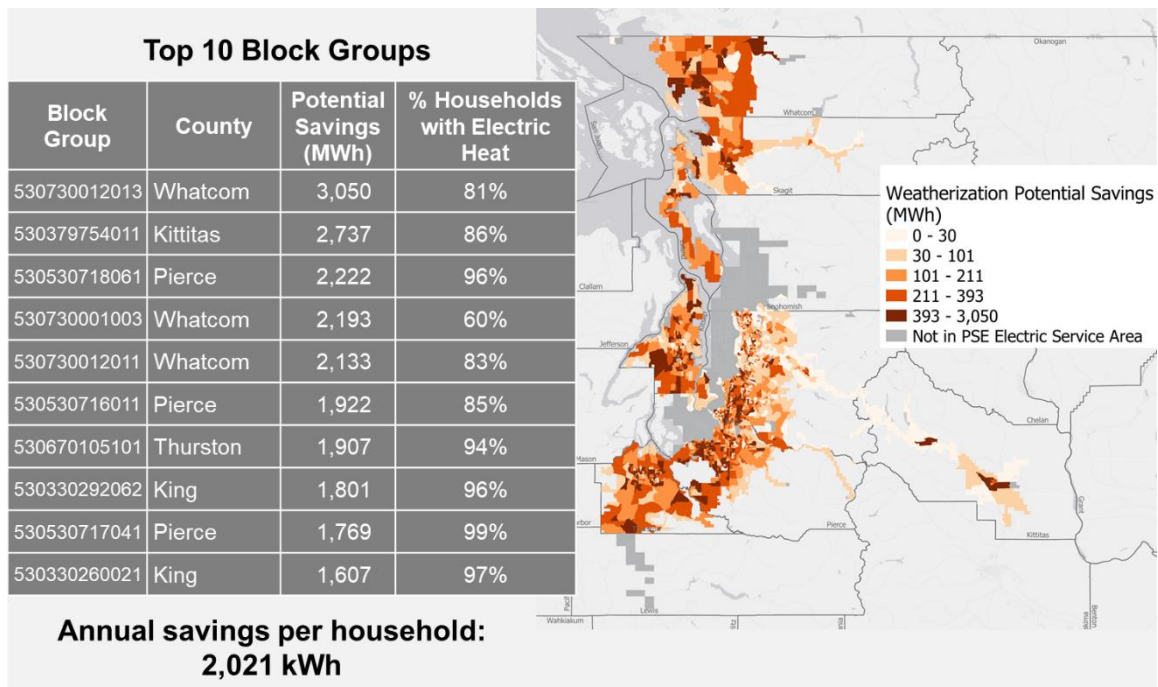 Top 10 Block Groups
Block Group County Potential Savings (MWh) % Households with Electric Heat
530730012013 Whatcom 3,050 81%
530379754011 Kittitas 2,737 86%
530530718061 Pierce 2,222 96%
530730001003 Whatcom 2,193 60%
530730012011 Whatcom 2,133 83%
530530716011 Pierce 1,922 85%
530670105101 Thurston 1,907 94%
530330292062 King 1,801 96%
530530717041 Pierce 1,769 99%
530330260021 King 1,607 97%
Annual savings per household:
2,021 kWh
Okanogan
Whatcom
Skagit
Clallam
Snohomish
Jefferson
Chelan
Mason
Grant
Pierce
Kittitas
Lewis
Wahkiakum
Pacif
Benton
Weatherization Potential Savings
(MWh)
0 - 30
30 - 101
101 - 211
211 - 393
393 - 3,050
Not in PSE Electric Service Area